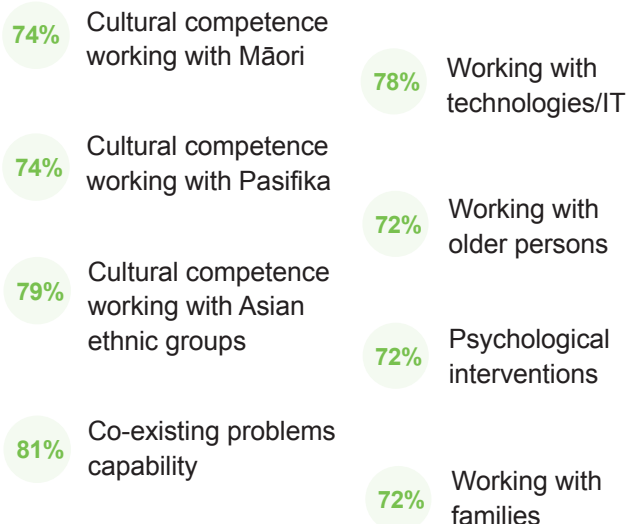 74%
Cultural competence
working with Māori
74%
Cultural competence
working with Pasifika
79%
Cultural competence
working with Asian
ethnic groups
81%
Co-existing problems
capability
78%
Working with
technologies/IT
72%
Working with
older persons
72%
Psychological
interventions
72%
Working with
families